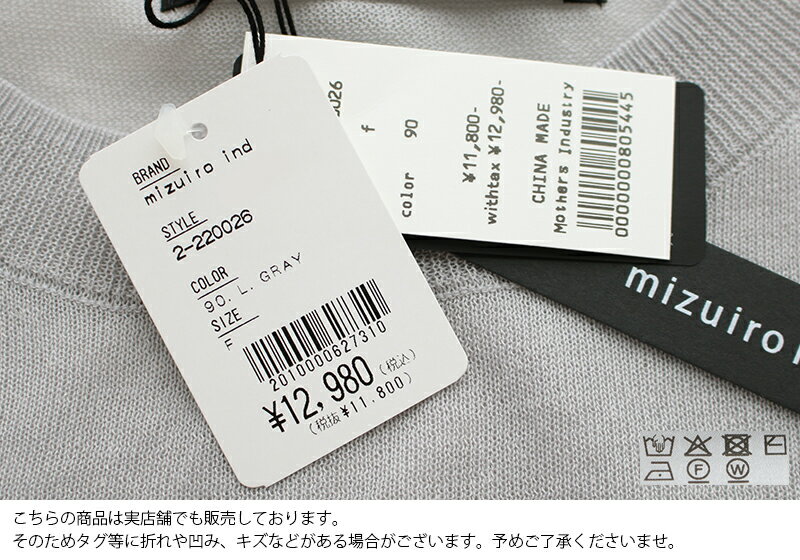 BRAND
mizuiro ind
STYLE
2-220026
COLOR
90. L. GRAY
SIZE
F
2010000627310
¥12,980(税込)
(税抜¥11,800)
0026
f
color 90
¥11,800-
withtax ¥12,980-
CHINA MADE
Mothers Industry
0000000805445
mizuiro i
F
W
こちらの商品は実店舗でも販売しております。
そのためタグ等に折れや凹み、キズなどがある場合がございます。予めご了承くださいませ。